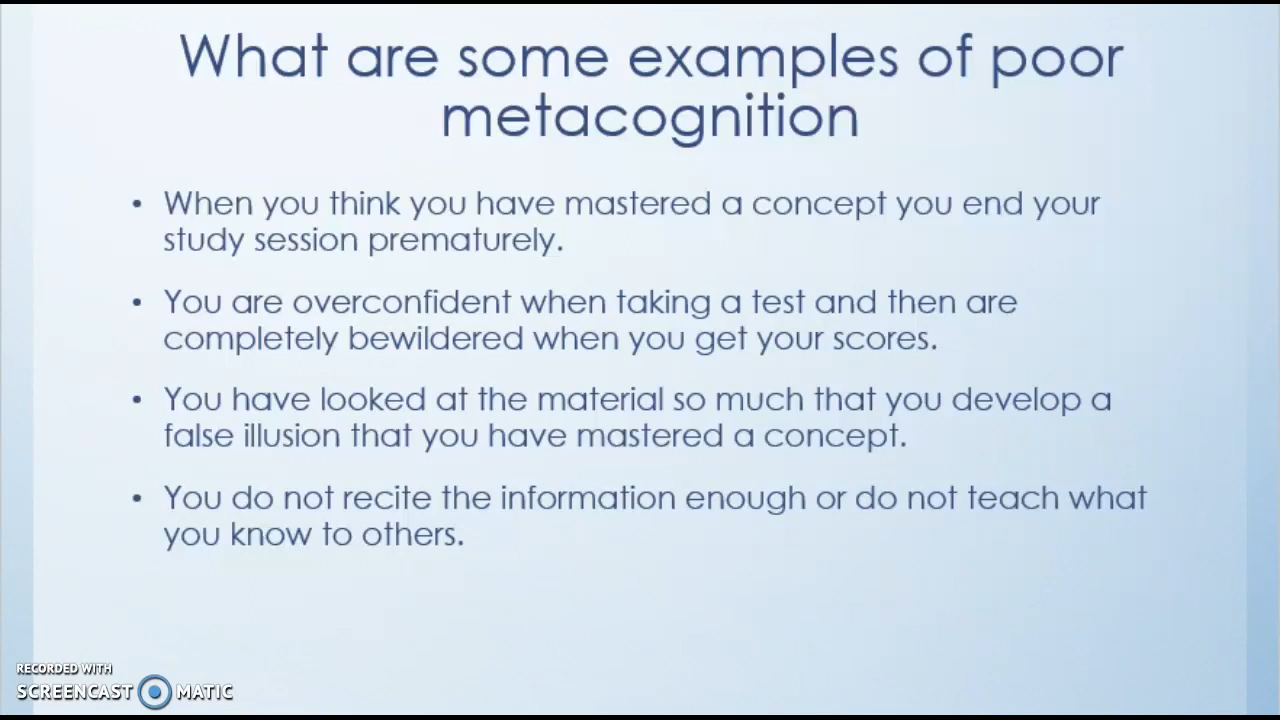 What are some examples of poor
metacognition
• When you think you have mastered a concept you end your
study session prematurely.
• You are overconfident when taking a test and then are
completely bewildered when you get your scores.
• You have looked at the material so much that you develop a
false illusion that you have mastered a concept.
• You do not recite the information enough or do not teach what
you know to others.
RECORDED WITH
SCREENCAST MATIC